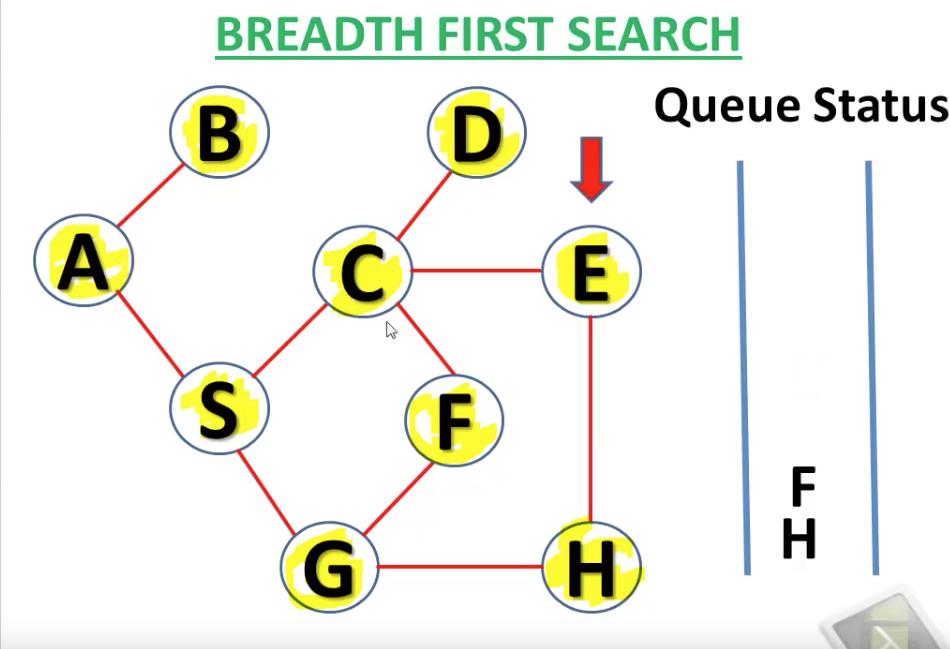 BREADTH FIRST SEARCH
Queue Status
B
D
A
C
E
S
F
G
H
F
H